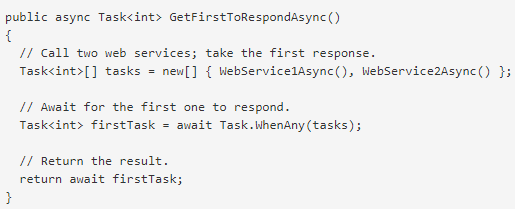 public async Task<int> GetFirstToRespondAsync()
{
  // Call two web services; take the first response.
  Task<int>[] tasks = new[] { WebService1Async(), WebService2Async() };

  // Await for the first one to respond.
  Task<int> firstTask = await Task.WhenAny(tasks);

  // Return the result.
  return await firstTask;
}